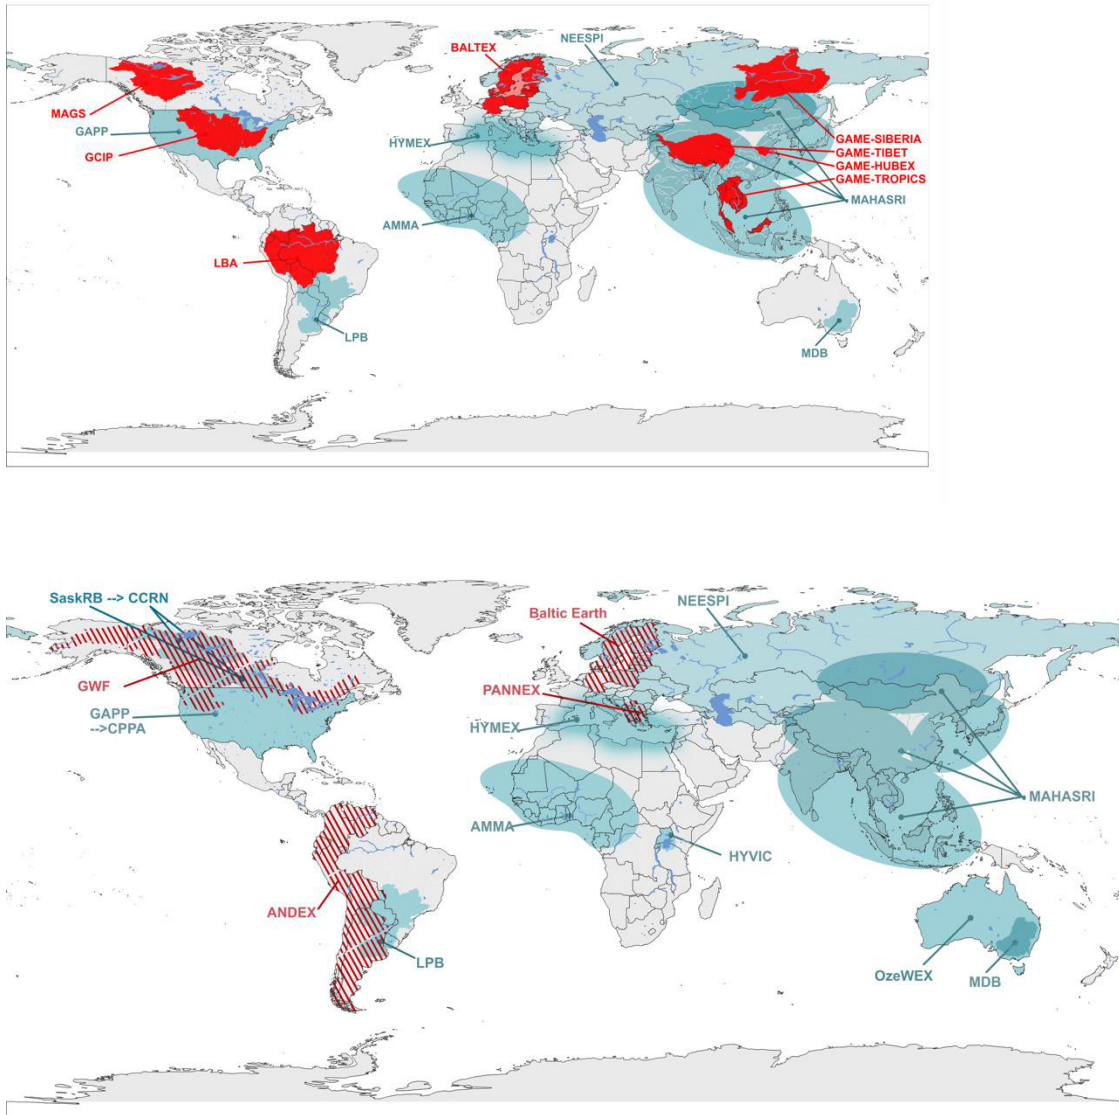 NEESPI
BALTEX
MAGS
GAPP
GCIP
HYMEX
GAME-SIBERIA
GAME-TIBET
GAME-HUBEX
GAME-TROPICS
MAHASRI
AMMA
LBA
LPB
MDB
SaskRB --> CCRN
NEESPI
Baltic Earth
GWF
PANNEX
GAPP
-->CPPA
HYMEX
MAHASRI
AMMA
HYVIC
ANDEX
LPB
OzeWEX
MDB